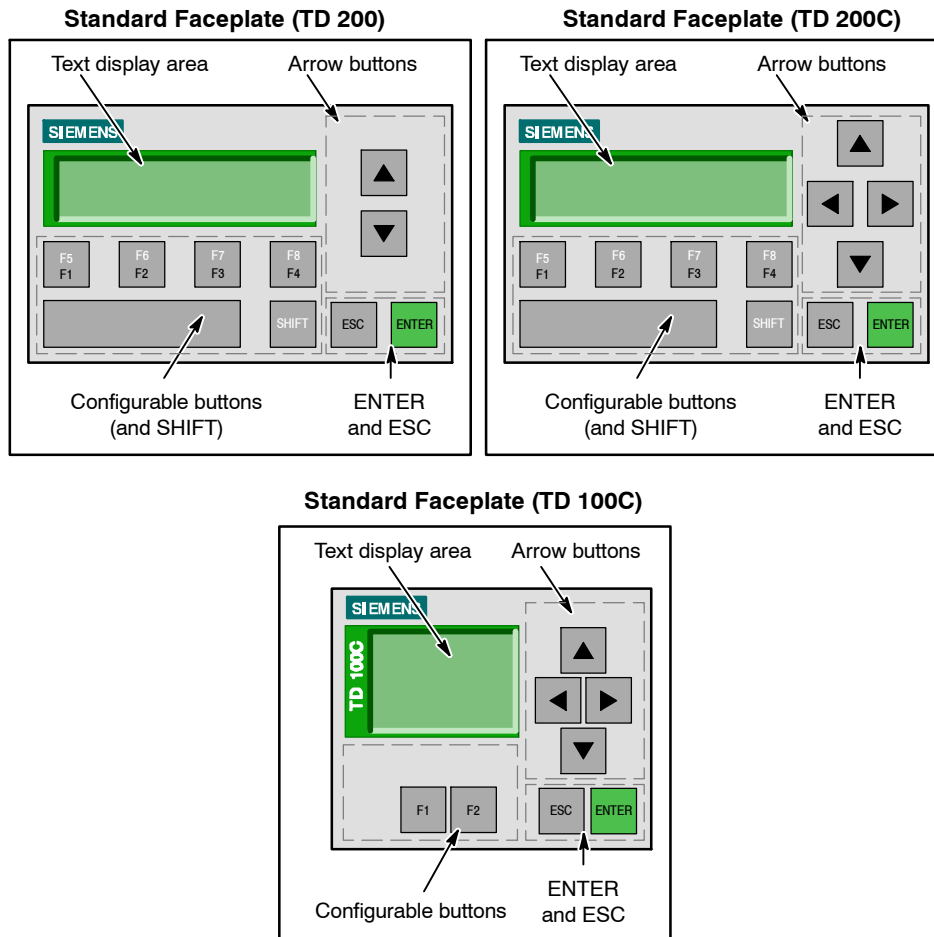 Standard Faceplate (TD 200)
Text display area
Arrow buttons
SIEMENS
F5
F1
F6
F2
F7
F3
F8
F4
SHIFT
ESC
ENTER
Configurable buttons
(and SHIFT)
ENTER
and ESC
Standard Faceplate (TD 200C)
Text display area
Arrow buttons
SIEMENS
F5
F1
F6
F2
F7
F3
F8
F4
SHIFT
ESC
ENTER
Configurable buttons
(and SHIFT)
ENTER
and ESC
Standard Faceplate (TD 100C)
Text display area
Arrow buttons
SIEMENS
TD 100C
F1
F2
ESC
ENTER
Configurable buttons
ENTER
and ESC